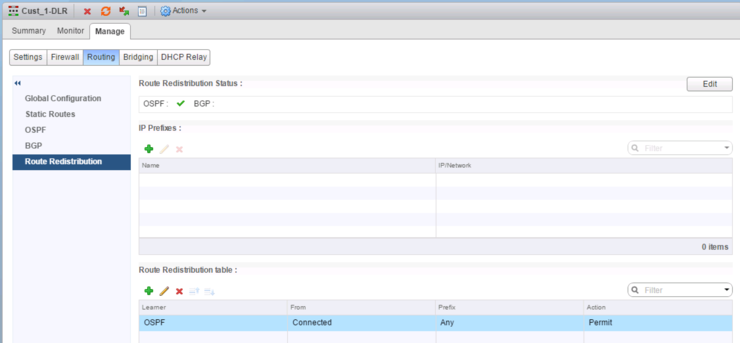 Cust_1-DLR Actions
Summary Monitor Manage
Settings Firewall Routing Bridging DHCP Relay
Global Configuration
Static Routes
OSPF
BGP
Route Redistribution
Route Redistribution Status : Edit
OSPF : BGP :
IP Prefixes :
Filter
Name IP/Network
0 items
Route Redistribution table :
Filter
Learner From Prefix Action
OSPF Connected Any Permit